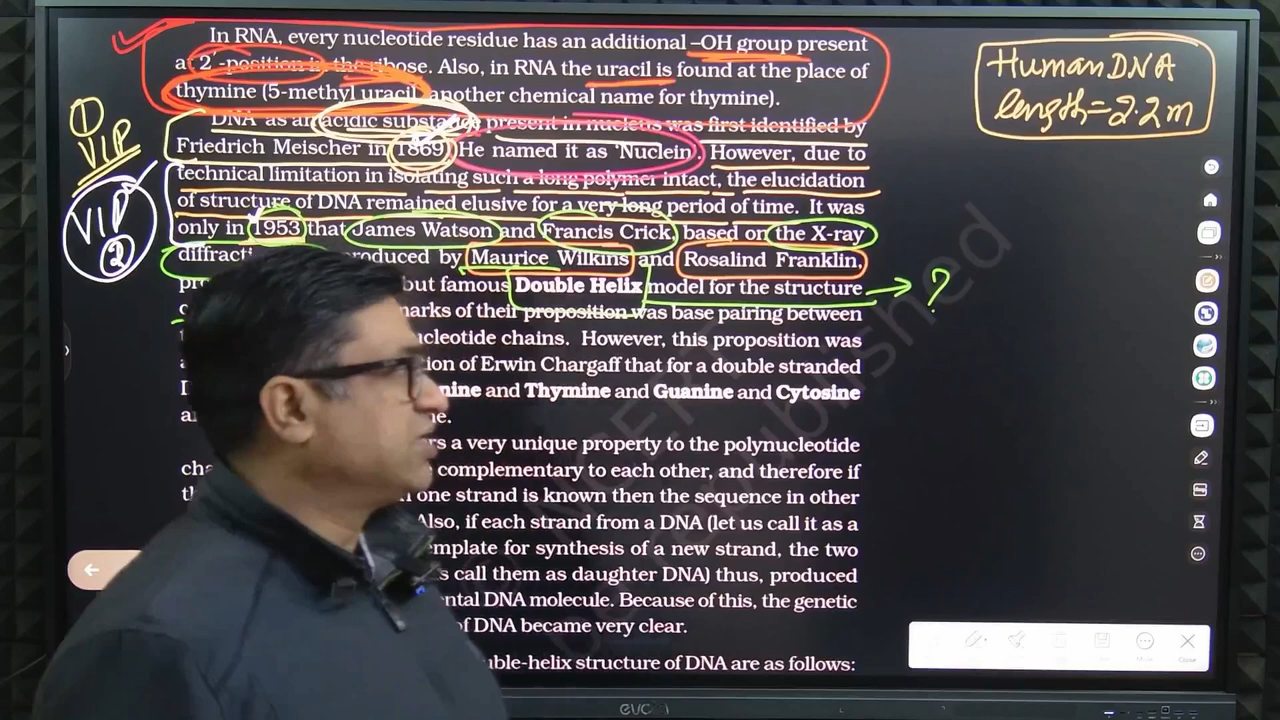 In RNA, every nucleotide residue has an additional –OH group present
at 2'-position in the ribose. Also, in RNA the uracil is found at the place of
thymine (5-methyl uracil, another chemical name for thymine).
DNA as an acidic substance present in nucleus was first identified by
Friedrich Meischer in 1869. He named it as 'Nuclein'. However, due to
technical limitation in isolating such a long polymer intact, the elucidation
of structure of DNA remained elusive for a very long period of time. It was
only in 1953 that James Watson and Francis Crick, based on the X-ray
produced by Maurice Wilkins and Rosalind Franklin,
but famous Double Helix model for the structure → ?
of their proposition was base pairing between
chains. However, this proposition was
of Erwin Chargaff that for a double stranded
and Thymine and Guanine and Cytosine
a very unique property to the polynucleotide
complementary to each other, and therefore if
one strand is known then the sequence in other
Also, if each strand from a DNA (let us call it as a
for synthesis of a new strand, the two
call them as daughter DNA) thus, produced
DNA molecule. Because of this, the genetic
of DNA became very clear.
structure of DNA are as follows:
Human DNA
length = 2.2 m
① VIP
VIP ②
Close